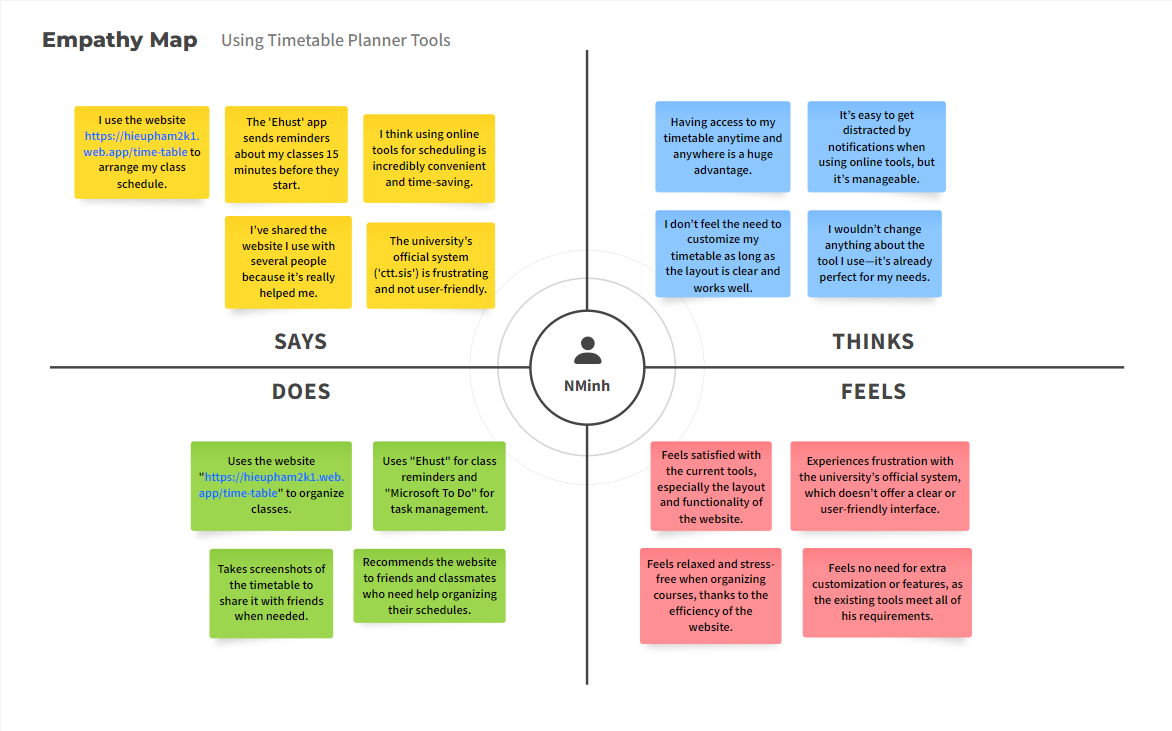 Empathy Map
Using Timetable Planner Tools
I use the website
https://hieupham2k1.
web.app/time-table to
arrange my class
schedule.
The 'Ehust' app
sends reminders
about my classes 15
minutes before they
start.
I think using online
tools for scheduling is
incredibly convenient
and time-saving.
I've shared the
website I use with
several people
because it's really
helped me.
The university's
official system
('ctt.sis') is frustrating
and not user-friendly.
SAYS
Having access to my
timetable anytime and
anywhere is a huge
advantage.
It's easy to get
distracted by
notifications when
using online tools, but
it's manageable.
I don't feel the need to
customize my
timetable as long as
the layout is clear and
works well.
I wouldn't change
anything about the
tool I use—it's already
perfect for my needs.
THINKS
NMinh
DOES
Uses the website
"https://hieupham2k1.web.
app/time-table" to organize
classes.
Uses "Ehust" for class
reminders and
"Microsoft To Do" for
task management.
Takes screenshots of
the timetable to
share it with friends
when needed.
Recommends the website
to friends and classmates
who need help organizing
their schedules.
FEELS
Feels satisfied with
the current tools,
especially the layout
and functionality of
the website.
Experiences frustration with
the university's official system,
which doesn't offer a clear or
user-friendly interface.
Feels relaxed and stress-
free when organizing
courses, thanks to the
efficiency of the
website.
Feels no need for extra
customization or features, as
the existing tools meet all of
his requirements.